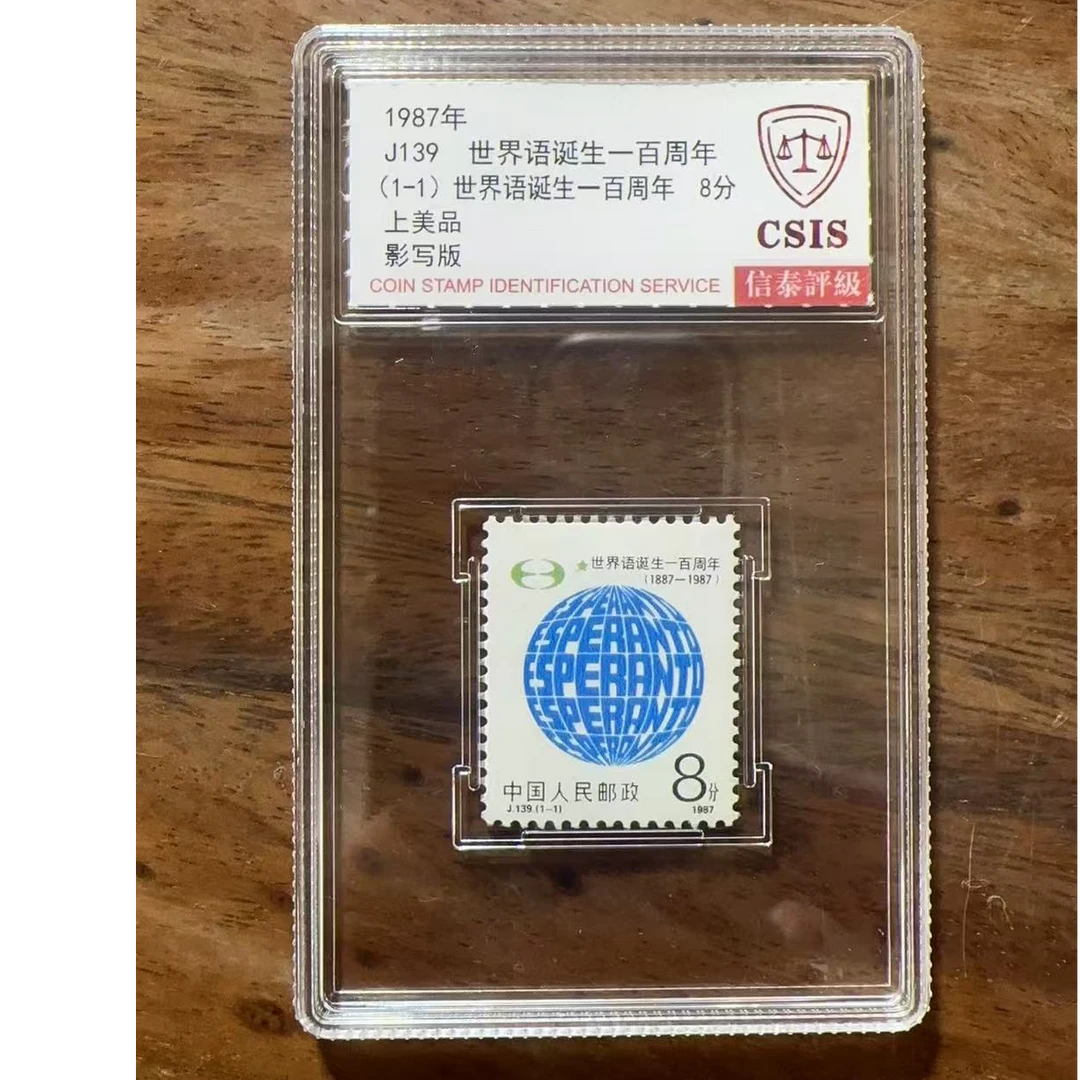 1987年
J139 世界语诞生一百周年
(1-1) 世界语诞生一百周年 8分
上美品
影写版
CSIS
COIN STAMP IDENTIFICATION SERVICE
信泰評級
★世界语诞生一百周年
(1887—1987)
ESPERANTO
ESPERANTO
ESPERANTO
ESPERANTO
中国人民邮政
8分
J.139.(1-1)
1987